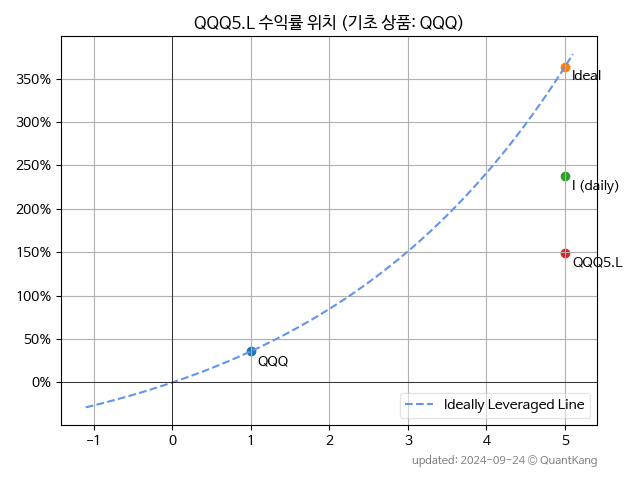 QQQ5.L 수익률 위치 (기초 상품: QQQ)
350%
300%
250%
200%
150%
100%
50%
0%
Ideal
I (daily)
QQQ5.L
QQQ
Ideally Leveraged Line
-1 0 1 2 3 4 5
updated: 2024-09-24 © QuantKang